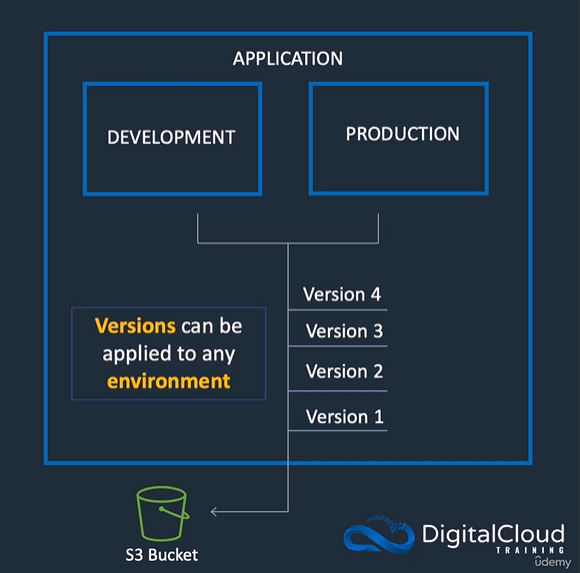 APPLICATION
DEVELOPMENT
PRODUCTION
Version 4
Version 3
Version 2
Version 1
Versions can be
applied to any
environment
S3 Bucket
DigitalCloud
TRAINING
ûdemy